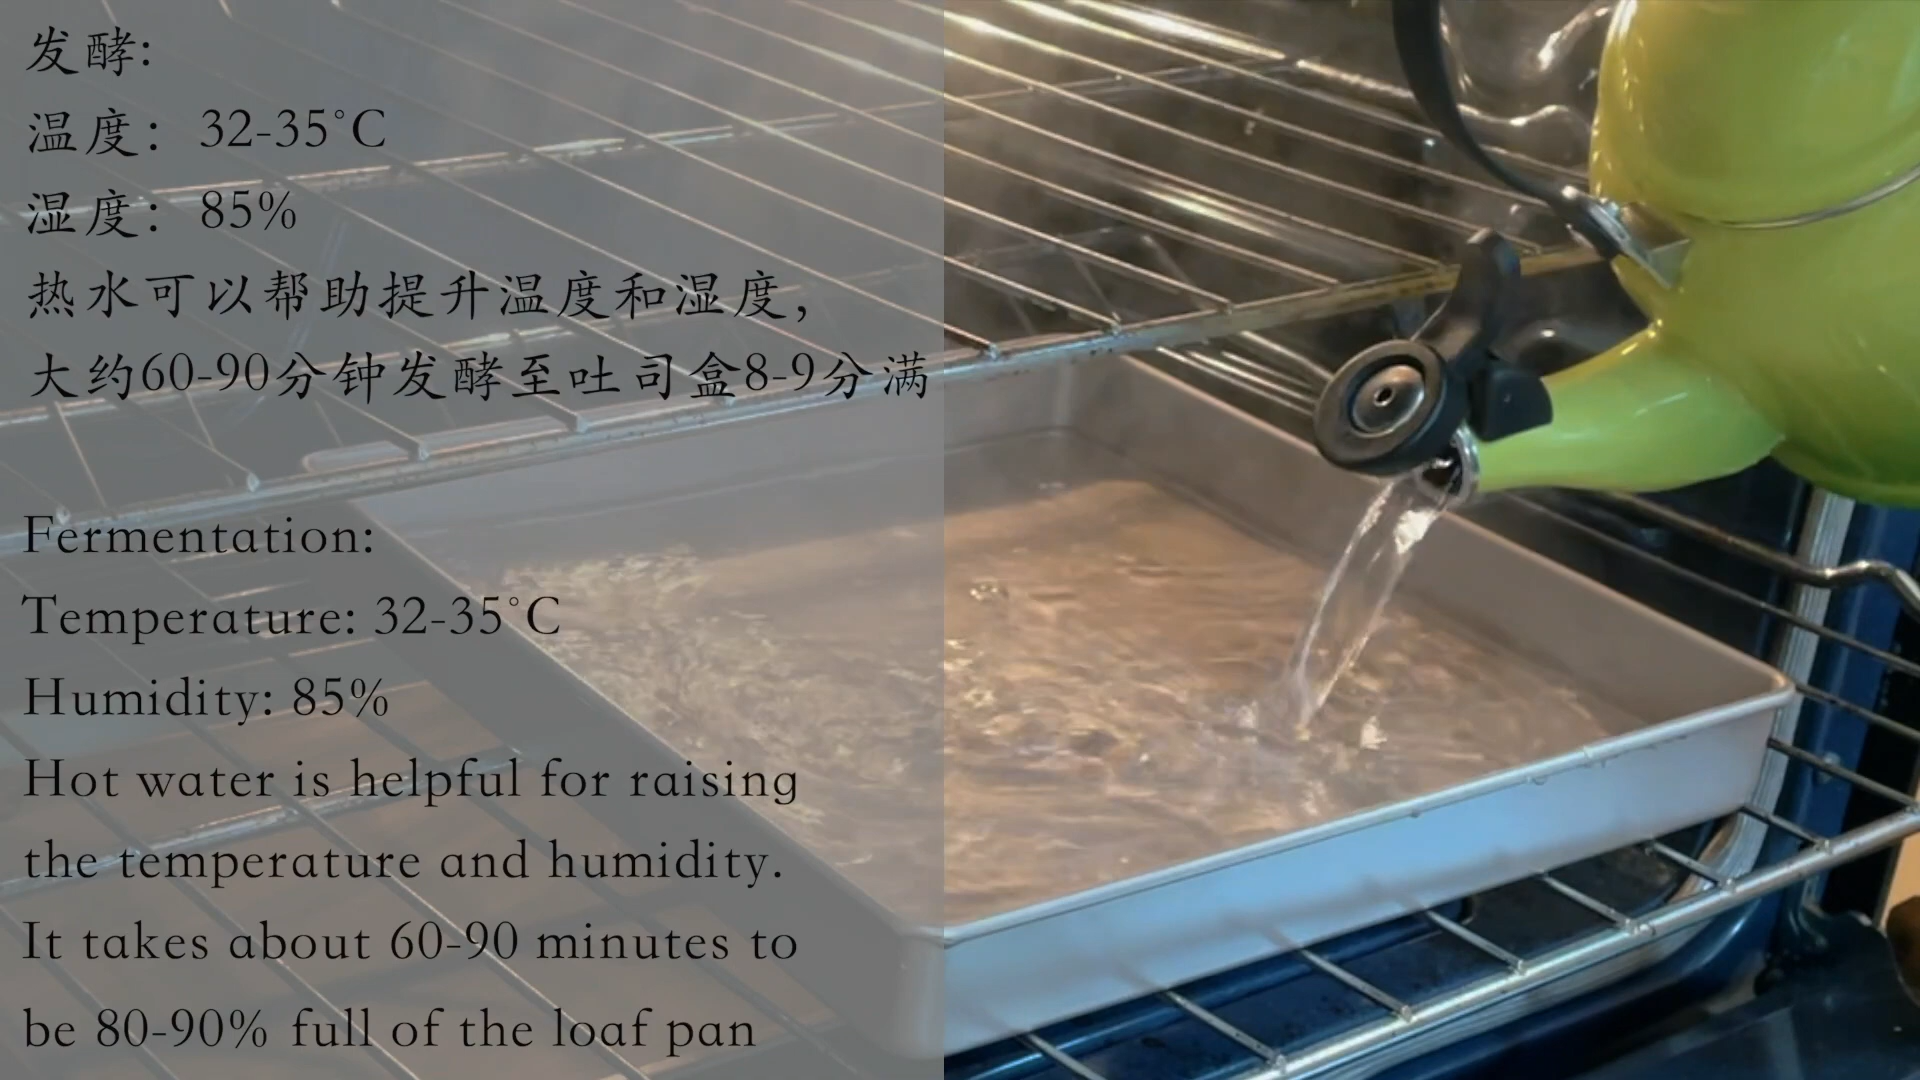 发酵:
温度: 32-35°C
湿度: 85%
热水可以帮助提升温度和湿度,
大约60-90分钟发酵至吐司盒8-9分满
Fermentation:
Temperature: 32-35°C
Humidity: 85%
Hot water is helpful for raising
the temperature and humidity.
It takes about 60-90 minutes to
be 80-90% full of the loaf pan